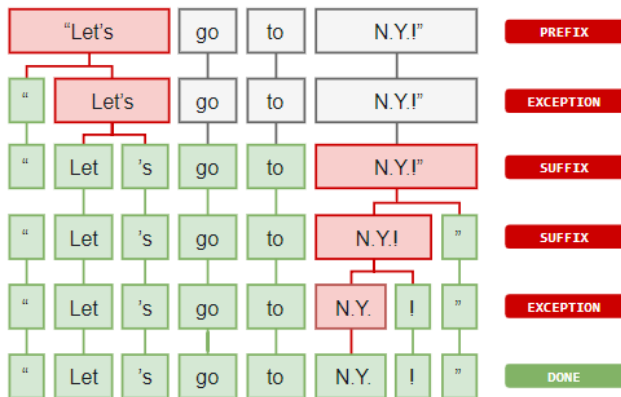 “Let's go to N.Y.!” PREFIX
“ Let's go to N.Y.!” EXCEPTION
“ Let 's go to N.Y.!” SUFFIX
“ Let 's go to N.Y.! ” SUFFIX
“ Let 's go to N.Y. ! ” EXCEPTION
“ Let 's go to N.Y. ! ” DONE